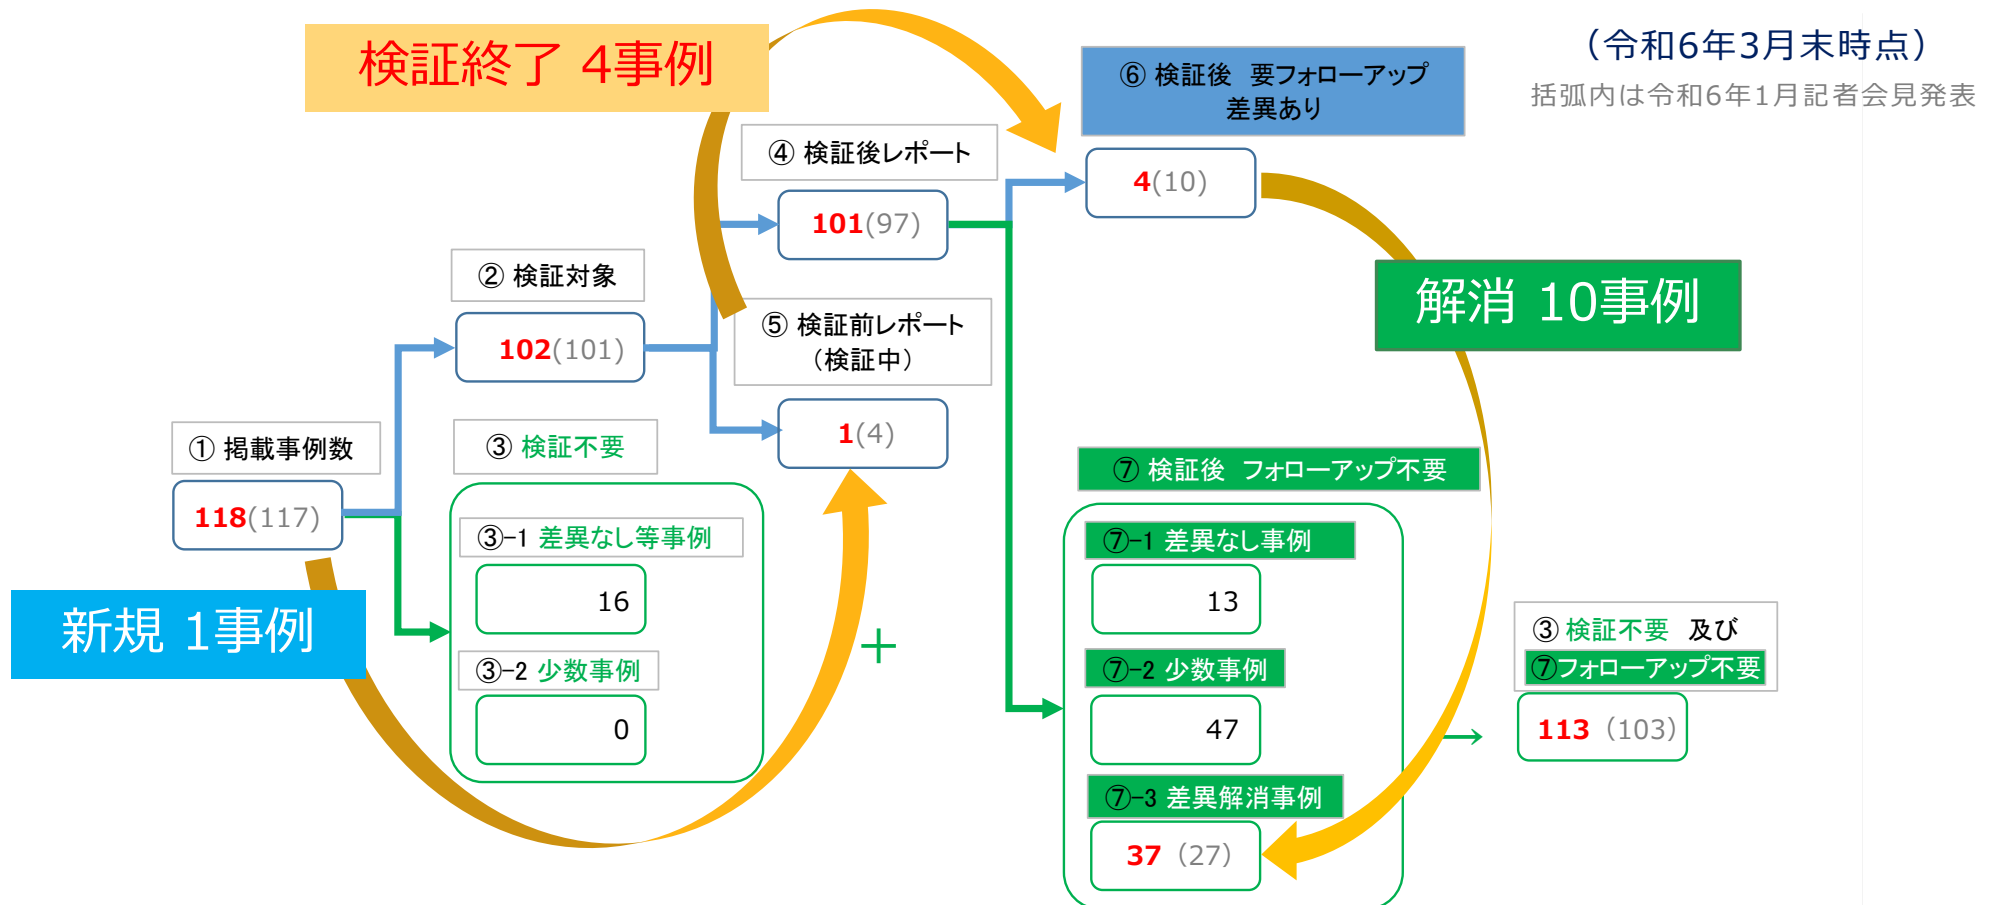 検証終了 4事例
(令和6年3月末時点)
括弧内は令和6年1月記者会見発表
⑥ 検証後 要フォローアップ
差異あり
4(10)
④ 検証後レポート
101(97)
② 検証対象
102(101)
⑤ 検証前レポート
(検証中)
1(4)
解消 10事例
① 掲載事例数
118(117)
③ 検証不要
③-1 差異なし等事例
16
③-2 少数事例
0
新規 1事例
+
⑦ 検証後 フォローアップ不要
⑦-1 差異なし事例
13
⑦-2 少数事例
47
⑦-3 差異解消事例
37 (27)
→
③ 検証不要 及び
⑦フォローアップ不要
113 (103)